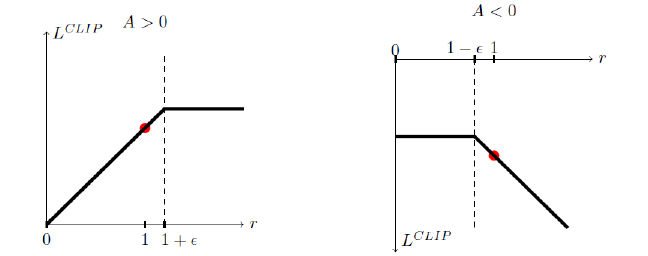 A > 0
L^{CLIP}
0
1
1 + ϵ
r
A < 0
0
1 − ϵ
1
r
L^{CLIP}